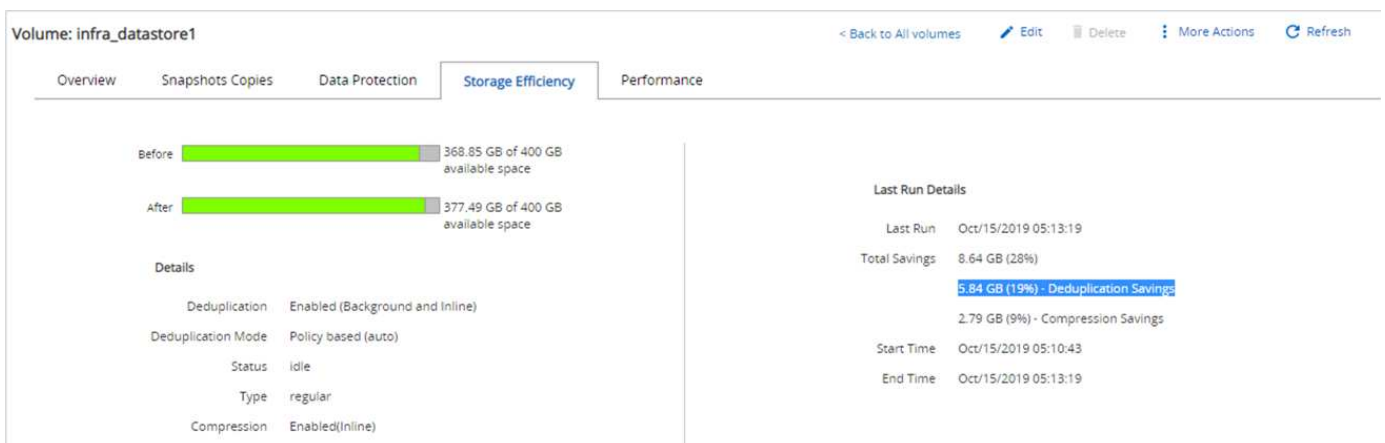 Volume: infra_datastore1
< Back to All volumes
Edit
Delete
More Actions
Refresh
Overview
Snapshots Copies
Data Protection
Storage Efficiency
Performance
Before
368.85 GB of 400 GB
available space
After
377.49 GB of 400 GB
available space
Details
Deduplication Enabled (Background and Inline)
Deduplication Mode Policy based (auto)
Status idle
Type regular
Compression Enabled(Inline)
Last Run Details
Last Run Oct/15/2019 05:13:19
Total Savings 8.64 GB (28%)
5.84 GB (19%) - Deduplication Savings
2.79 GB (9%) - Compression Savings
Start Time Oct/15/2019 05:10:43
End Time Oct/15/2019 05:13:19